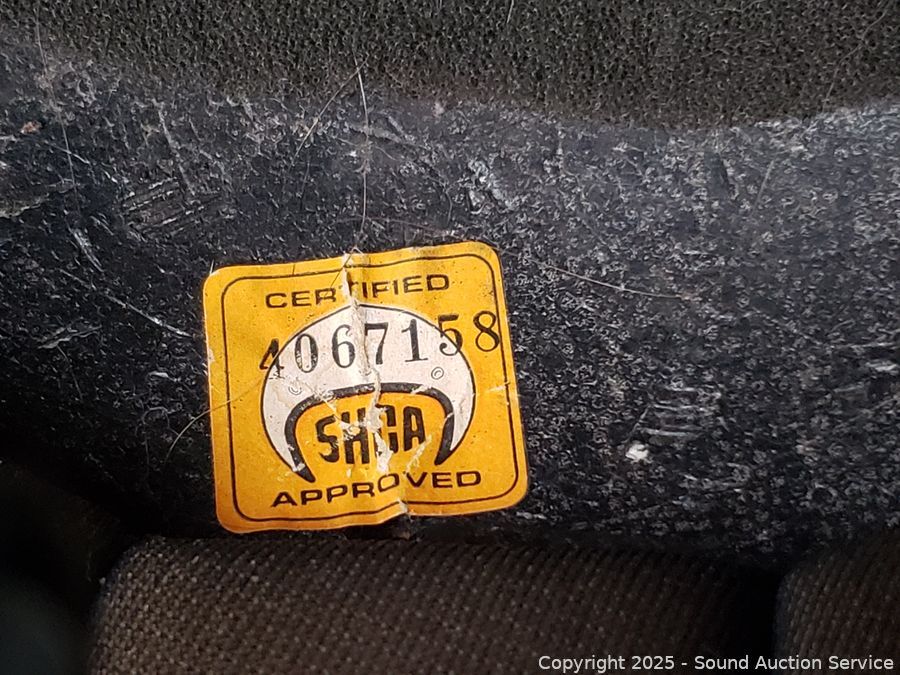 CERTIFIED
4067158
SHCA
APPROVED
Copyright 2025 - Sound Auction Service